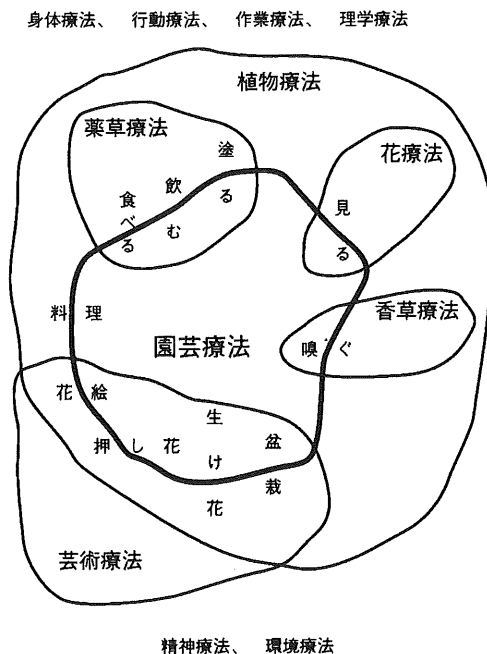 身体療法、 行動療法、 作業療法、 理学療法
植物療法
薬草療法
塗る
飲む
食べる
花療法
見る
香草療法
嗅ぐ
料理
園芸療法
花絵
押し花
生け花
盆栽
芸術療法
精神療法、 環境療法